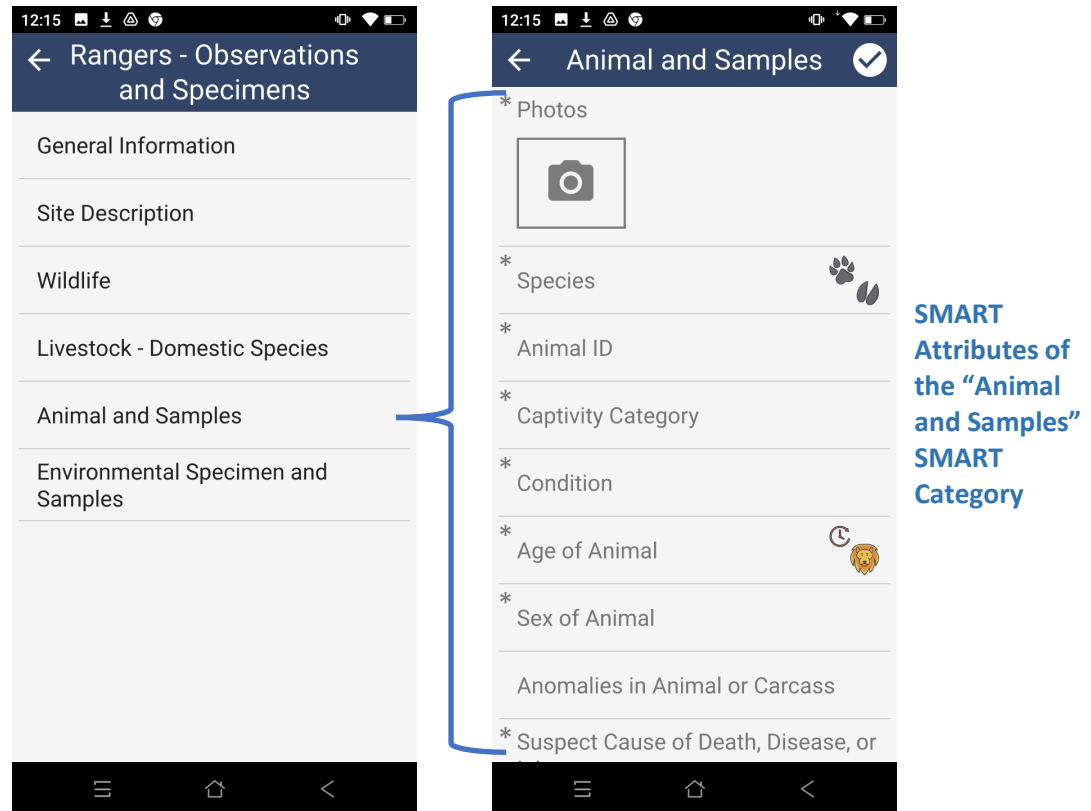 12:15
Rangers - Observations
and Specimens
General Information
Site Description
Wildlife
Livestock - Domestic Species
Animal and Samples
Environmental Specimen and
Samples
12:15
Animal and Samples
* Photos
* Species
* Animal ID
* Captivity Category
* Condition
* Age of Animal
* Sex of Animal
Anomalies in Animal or Carcass
* Suspect Cause of Death, Disease, or
SMART
Attributes of
the “Animal
and Samples”
SMART
Category